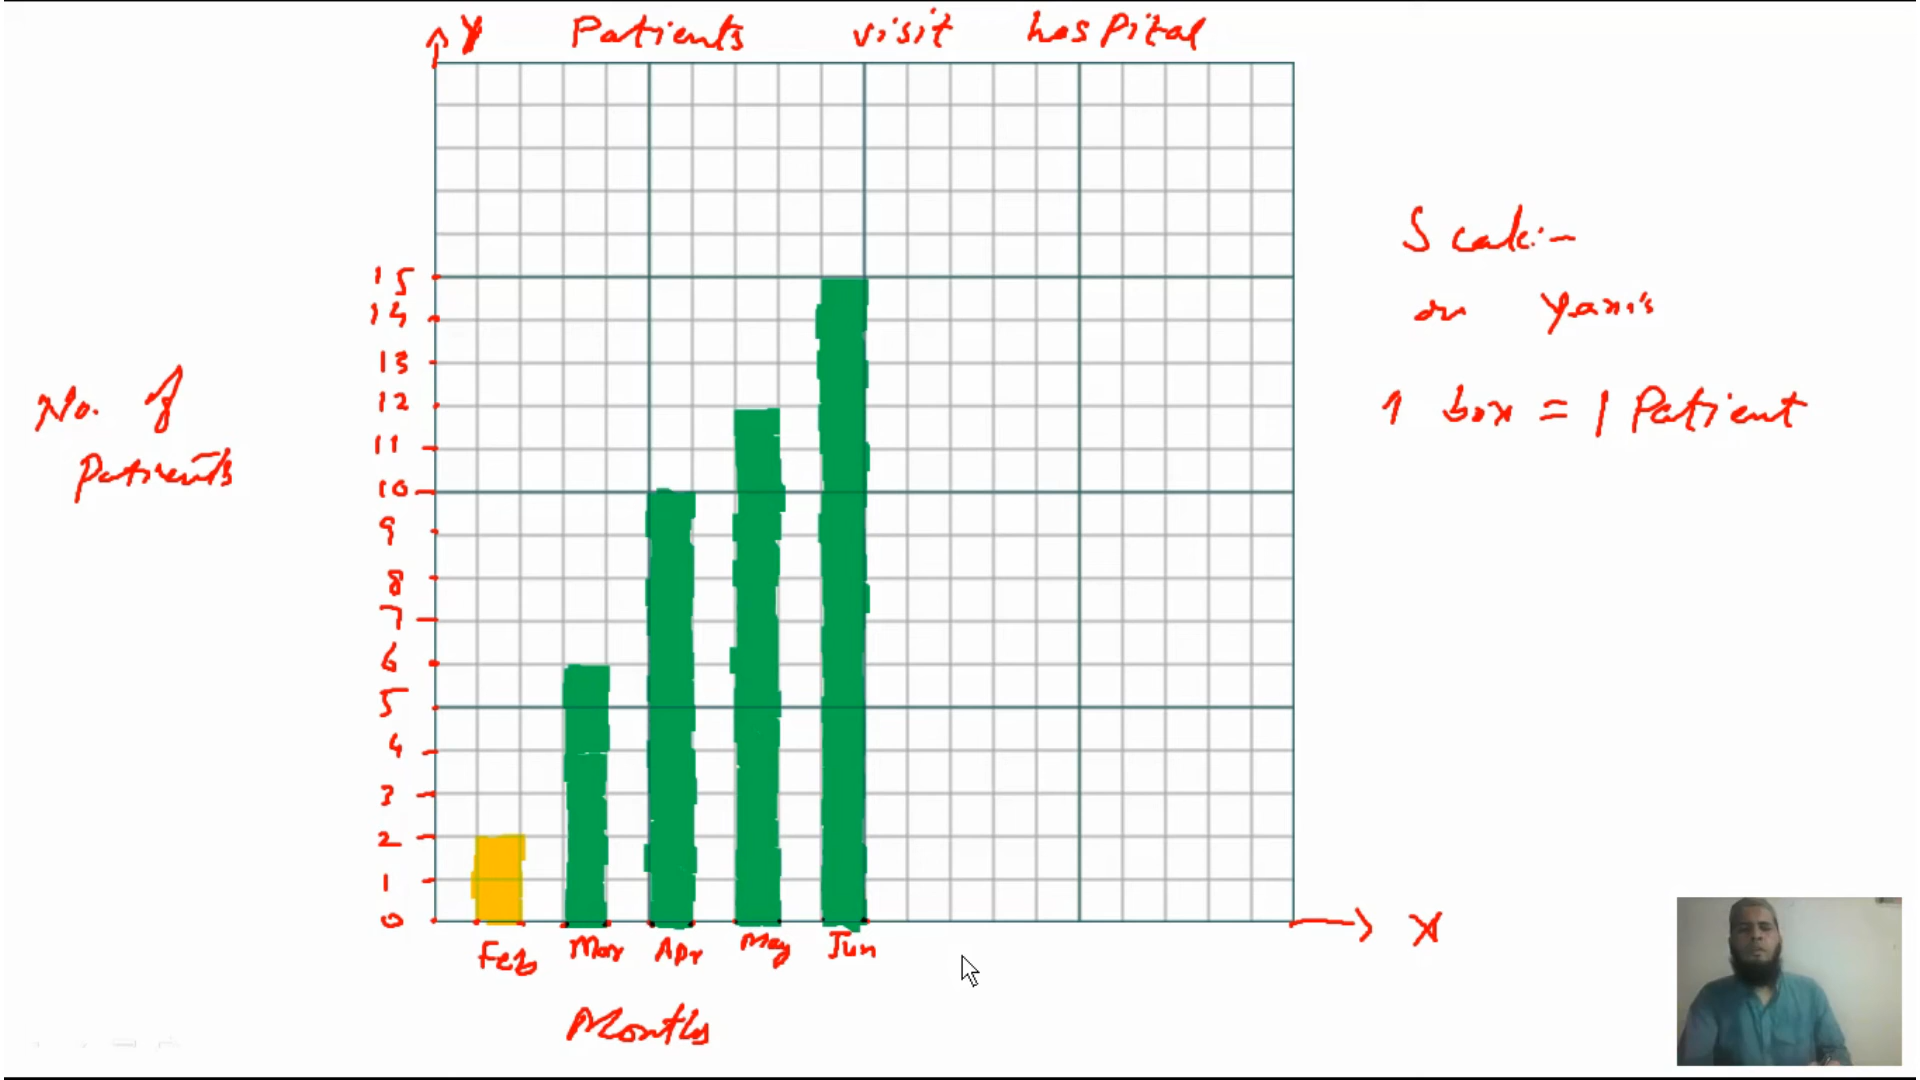 Y Patients visit hospital
15
14
13
12
11
10
9
8
7
6
5
4
3
2
1
0
No. of
Patients
Scale:-
on Yaxis
1 box = 1 Patient
Feb Mar Apr May Jun
X
Months